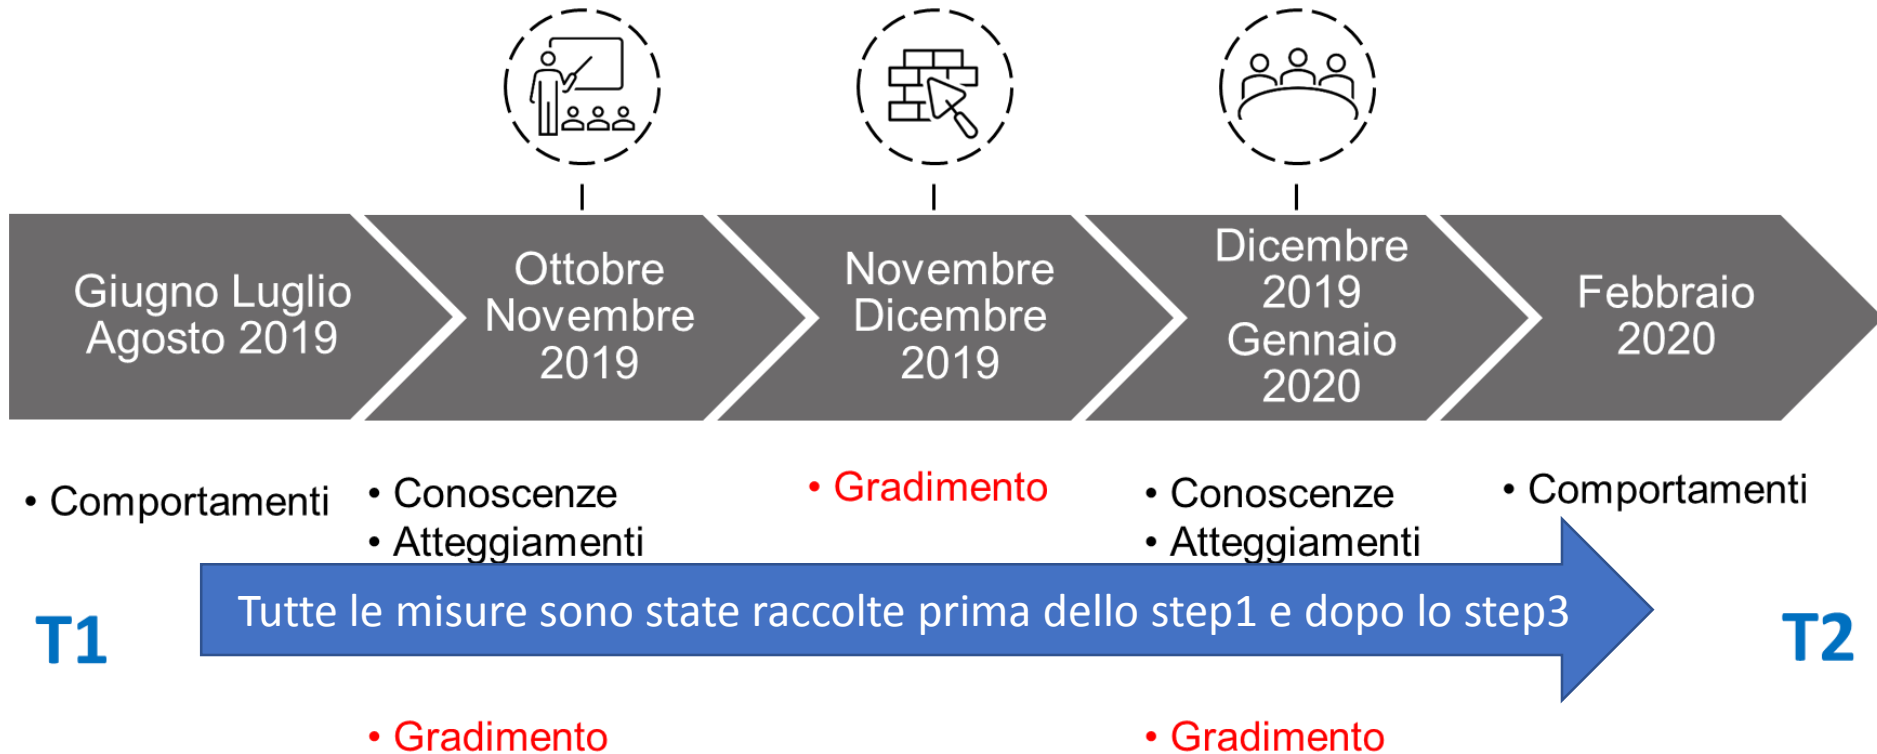 Giugno Luglio
Agosto 2019
Ottobre
Novembre
2019
Novembre
Dicembre
2019
Dicembre
2019
Gennaio
2020
Febbraio
2020
• Comportamenti
• Conoscenze
• Atteggiamenti
• Gradimento
• Conoscenze
• Atteggiamenti
• Comportamenti
T1
Tutte le misure sono state raccolte prima dello step1 e dopo lo step3
T2
• Gradimento
• Gradimento